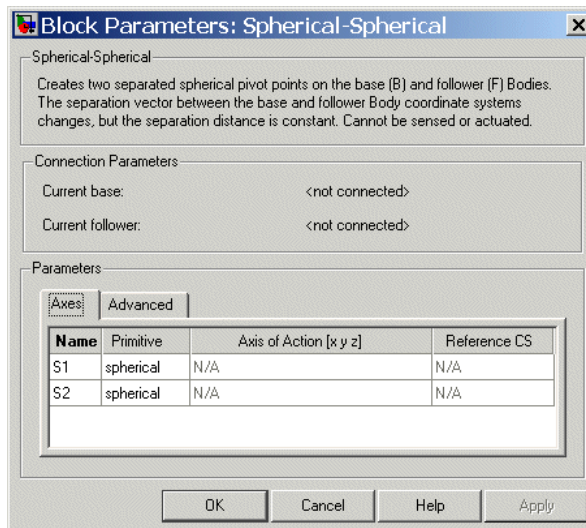 Block Parameters: Spherical-Spherical
Spherical-Spherical
Creates two separated spherical pivot points on the base (B) and follower (F) Bodies.
The separation vector between the base and follower Body coordinate systems
changes, but the separation distance is constant. Cannot be sensed or actuated.
Connection Parameters
Current base: <not connected>
Current follower: <not connected>
Parameters
Axes Advanced
Name Primitive Axis of Action [x y z] Reference CS
S1 spherical N/A N/A
S2 spherical N/A N/A
OK Cancel Help Apply